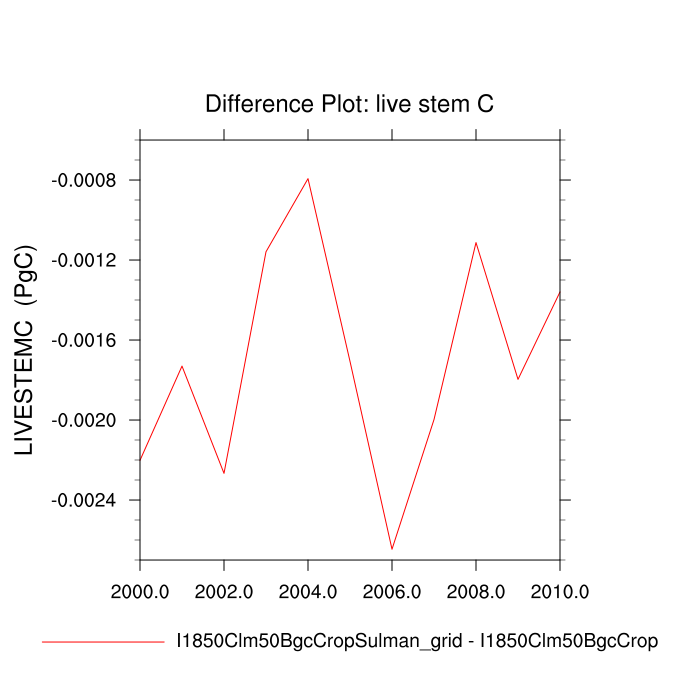 Difference Plot: live stem C
LIVESTEMC (PgC)
-0.0008
-0.0012
-0.0016
-0.0020
-0.0024
2000.0 2002.0 2004.0 2006.0 2008.0 2010.0
I1850Clm50BgcCropSulman_grid - I1850Clm50BgcCrop